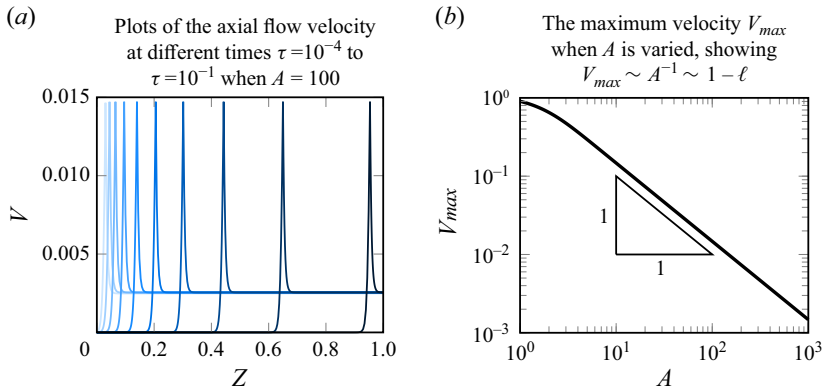 (a)
Plots of the axial flow velocity
at different times τ =10⁻⁴ to
τ =10⁻¹ when A = 100
0.015
0.010
0.005
V
0 0.2 0.4 0.6 0.8 1.0
Z
(b)
The maximum velocity Vmax
when A is varied, showing
Vmax ∼ A⁻¹ ∼ 1 – ℓ
10⁰
10⁻¹
10⁻²
10⁻³
Vmax
1
1
10⁰ 10¹ 10² 10³
A